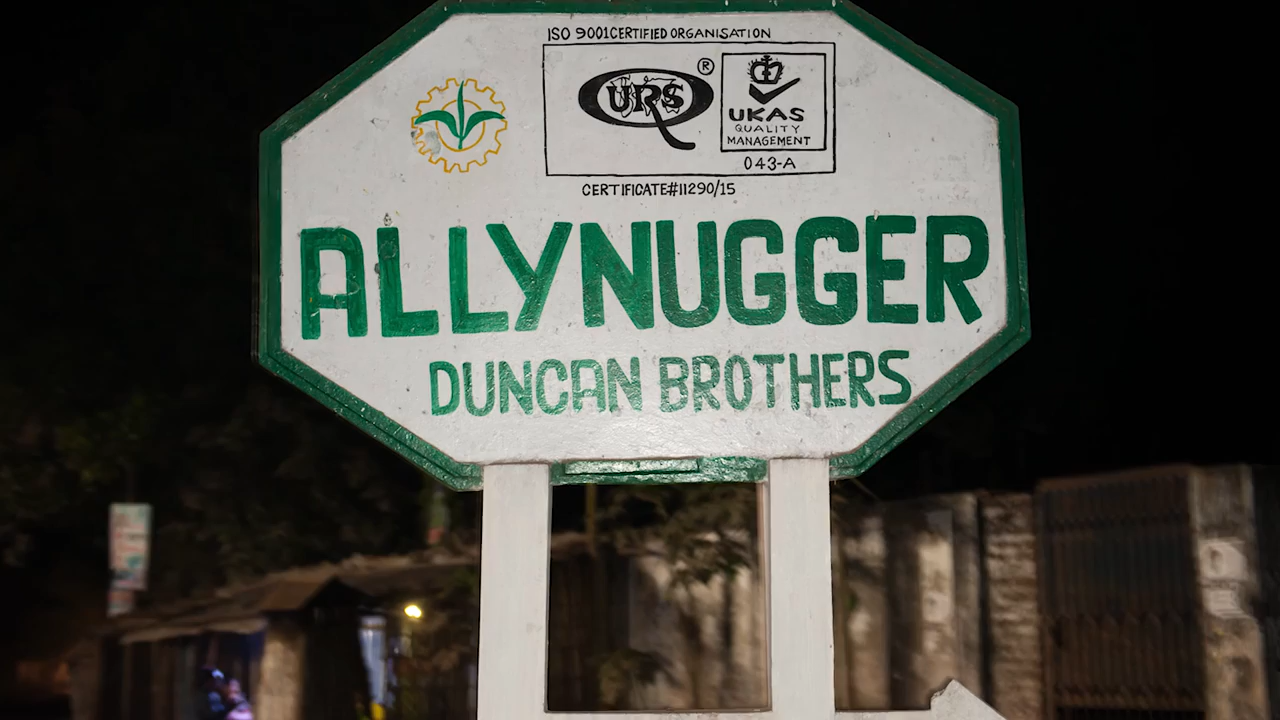 ISO 9001CERTIFIED ORGANISATION
URS ®
UKAS
QUALITY
MANAGEMENT
043-A
CERTIFICATE#11290/15
ALLYNUGGER
DUNCAN BROTHERS